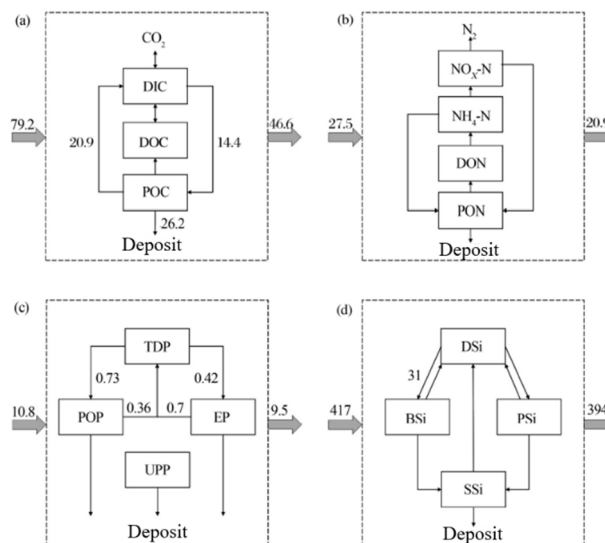 (a)
CO₂
DIC
79.2
20.9
DOC
14.4
46.6
POC
26.2
Deposit
(b)
N₂
NOₓ-N
NH₄-N
27.5
20.9
DON
PON
Deposit
(c)
TDP
0.73
0.42
10.8
POP
0.36
0.7
EP
9.5
UPP
Deposit
(d)
DSi
31
417
BSi
PSi
394
SSi
Deposit